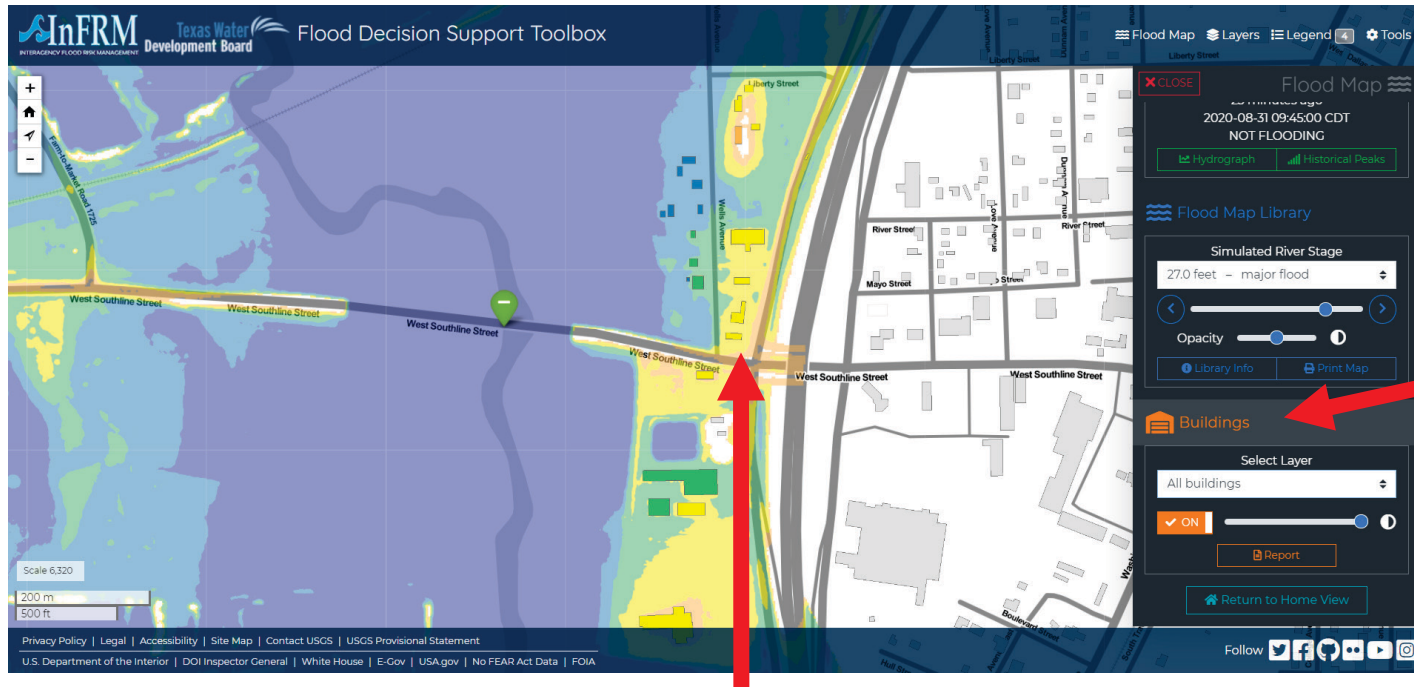 InFRM
INTERAGENCY FLOOD RISK MANAGEMENT
Texas Water
Development Board
Flood Decision Support Toolbox
Flood Map
Layers
Legend 4
Tools
Liberty Street
Liberty Street
+
−
Farm-to-Market Road 1725
Wells Avenue
Love Avenue
River Street
River Street
Mayo Street
West Southline Street
West Southline Street
West Southline Street
West Southline Street
West Southline Street
West Southline Street
Boulevard Street
Hull Street
Scale 6,320
200 m
500 ft
CLOSE
Flood Map
2020-08-31 09:45:00 CDT
NOT FLOODING
Hydrograph
Historical Peaks
Flood Map Library
Simulated River Stage
27.0 feet – major flood
Opacity
Library Info
Print Map
Buildings
Select Layer
All buildings
ON
Report
Return to Home View
Privacy Policy | Legal | Accessibility | Site Map | Contact USGS | USGS Provisional Statement
U.S. Department of the Interior | DOI Inspector General | White House | E-Gov | USA.gov | No FEAR Act Data | FOIA
Follow